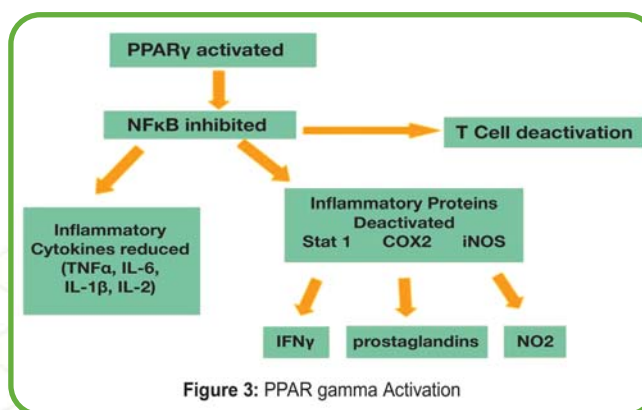 PPARγ activated
NFκB inhibited
T Cell deactivation
Inflammatory
Cytokines reduced
(TNFα, IL-6,
IL-1β, IL-2)
Inflammatory Proteins
Deactivated
Stat 1 COX2 iNOS
IFNγ
prostaglandins
NO2
Figure 3: PPAR gamma Activation